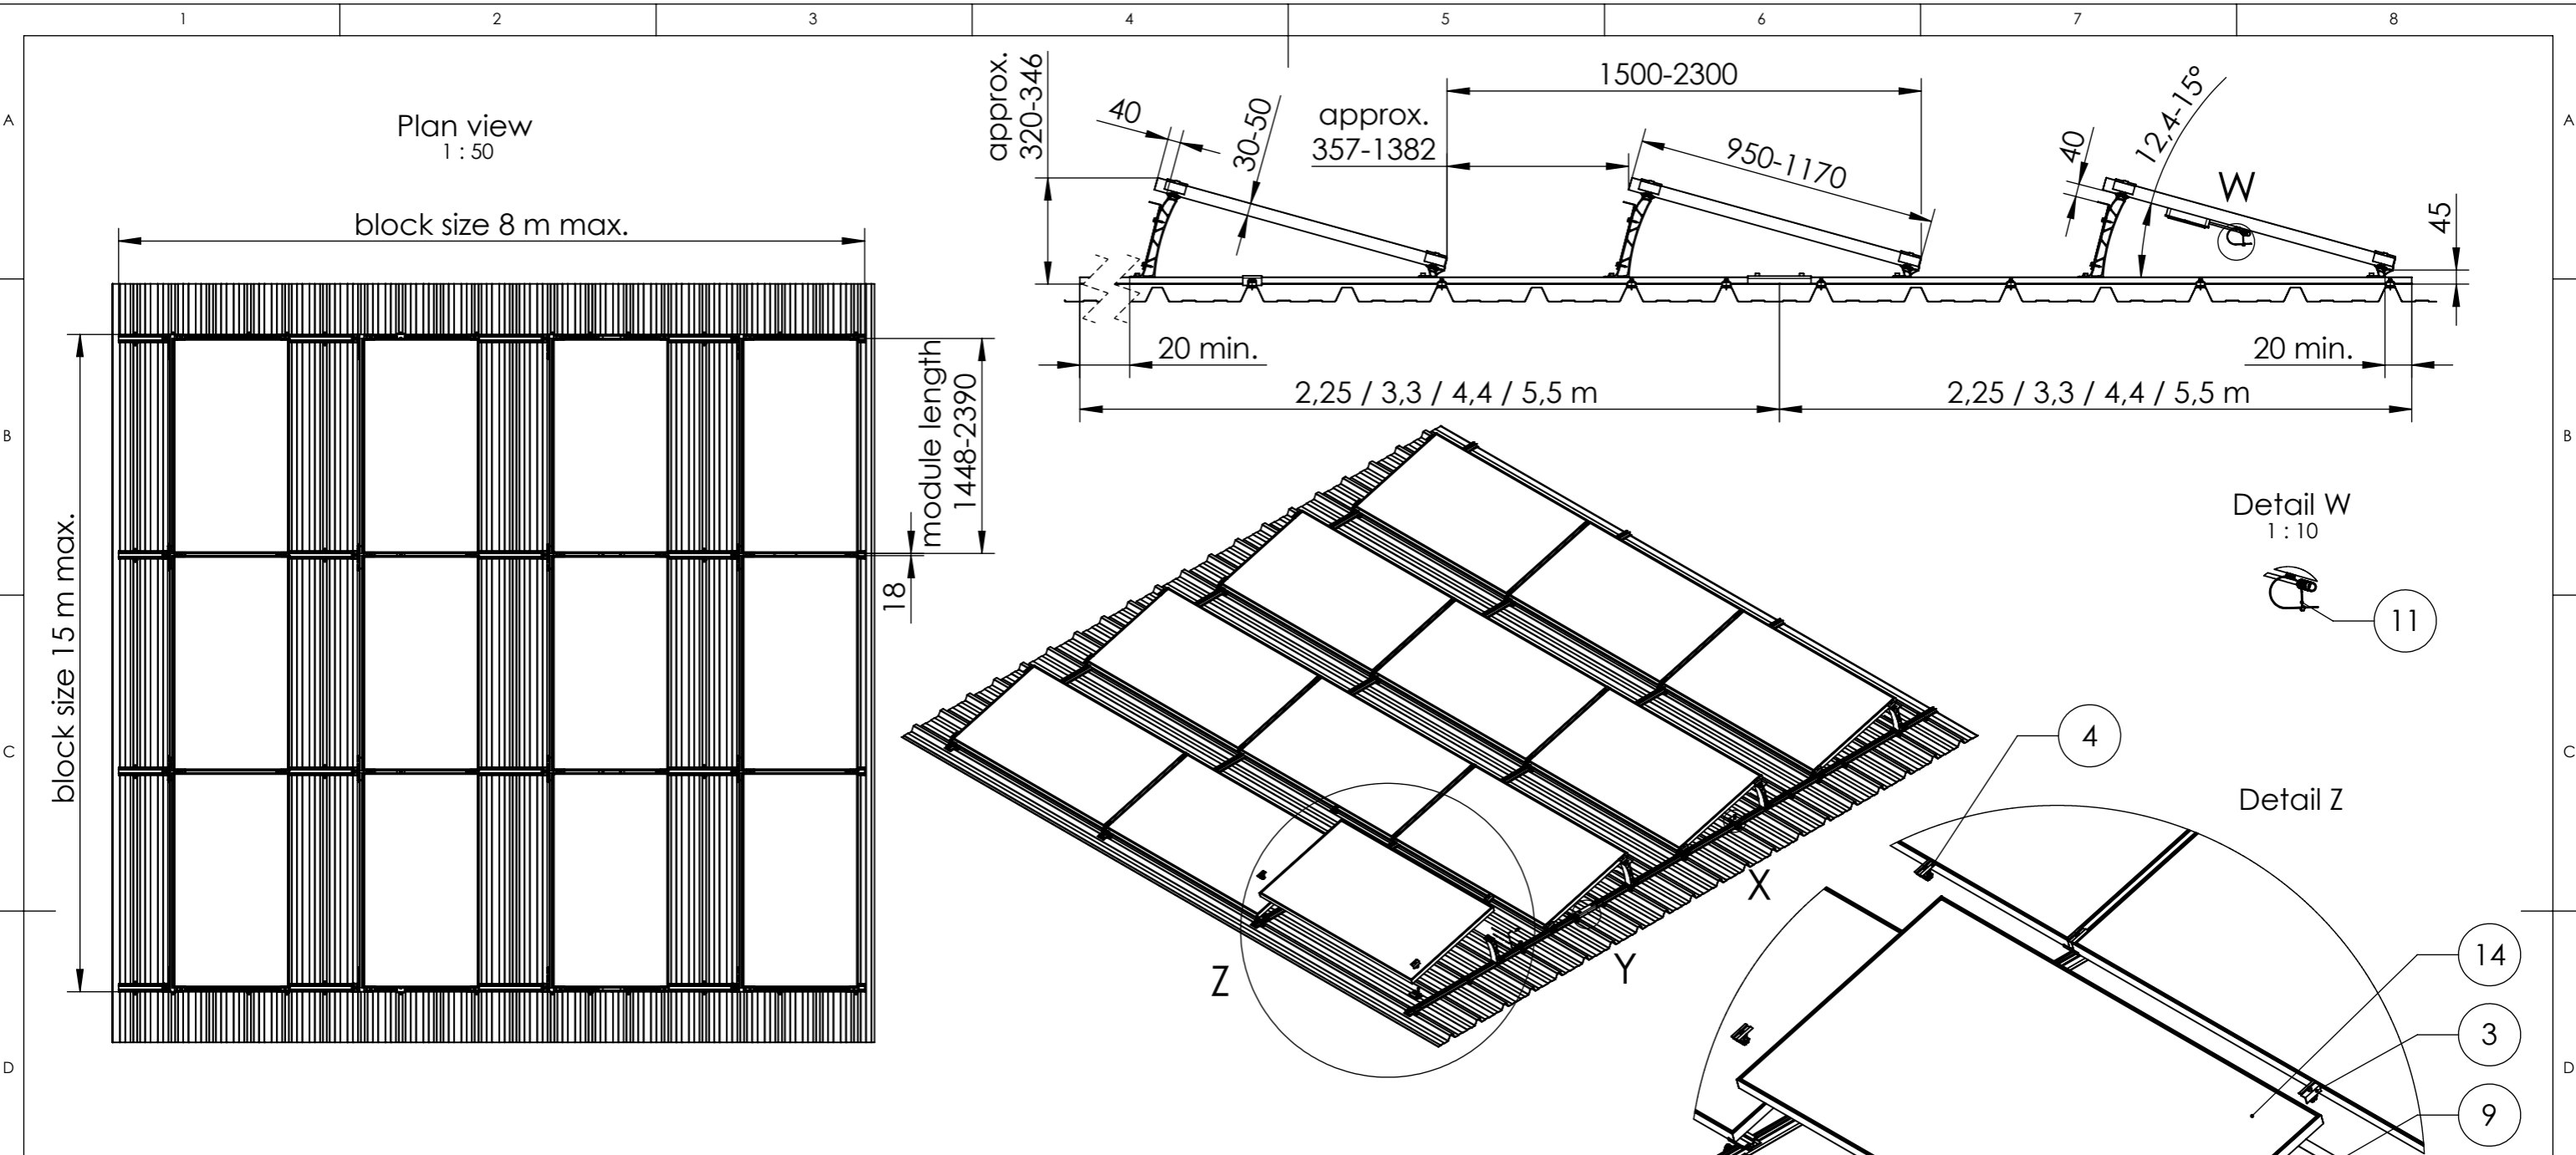 1 2 3 4 5 6 7 8
A
A
B
B
C
C
D
D
Plan view
1 : 50
block size 8 m max.
block size 15 m max.
module length
1448-2390
18
approx.
320-346
40
30-50
approx.
357-1382
1500-2300
950-1170
40
12,4-15°
W
45
20 min.
20 min.
2,25 / 3,3 / 4,4 / 5,5 m
2,25 / 3,3 / 4,4 / 5,5 m
Detail W
1 : 10
11
X
Y
Z
Detail Z
4
14
3
9